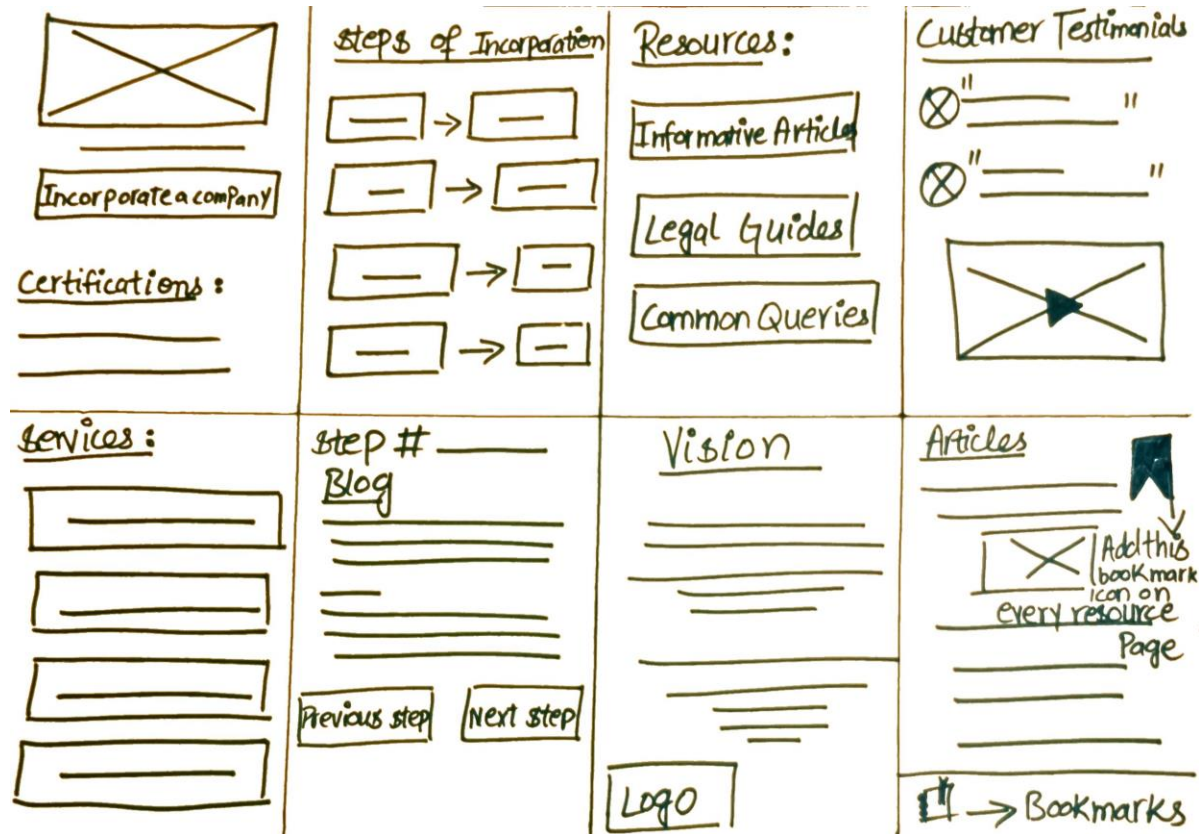 Incorporate a company
Certifications:
Steps of Incorporation
Resources:
Informative Articles
Legal Guides
Common Queries
Customer Testimonials
" "
" "
Services:
Step #
Blog
Previous step
Next step
Vision
Logo
Articles
Add this
bookmark
icon on
every resource
Page
→ Bookmarks